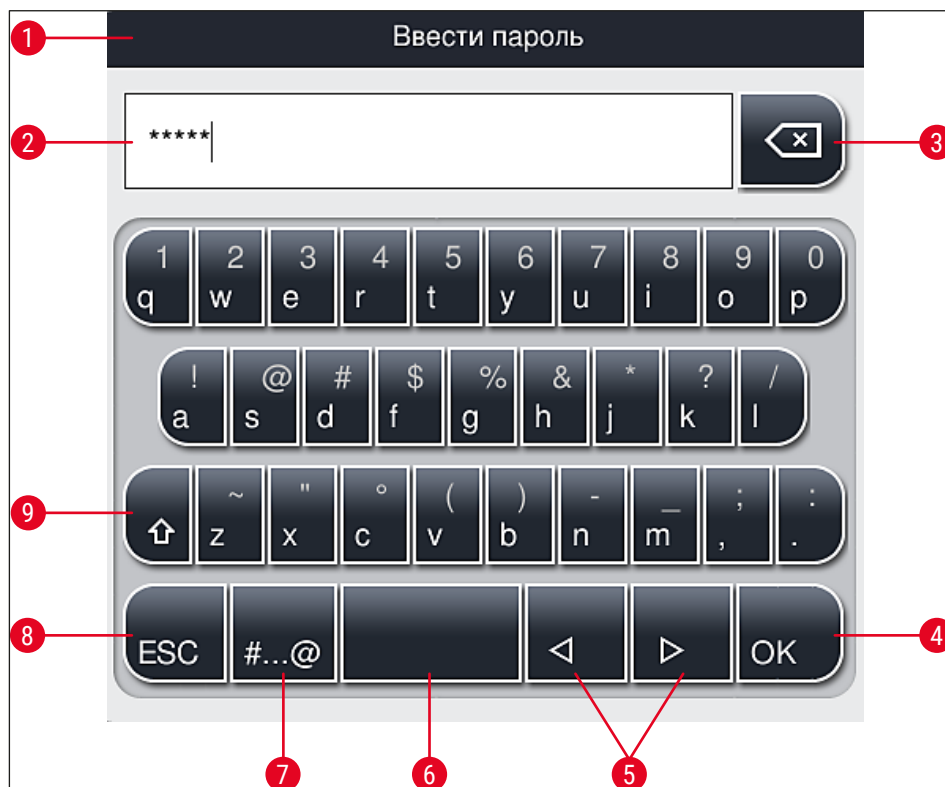 1 Ввести пароль
2 ***** 3
1 2 3 4 5 6 7 8 9 0
q w e r t y u i o p
! @ # $ % & * ? /
a s d f g h j k l
~ " ° ( ) - _ ; :
9 z x c v b n m , .
8 ESC #...@ OK 4
7 6 5